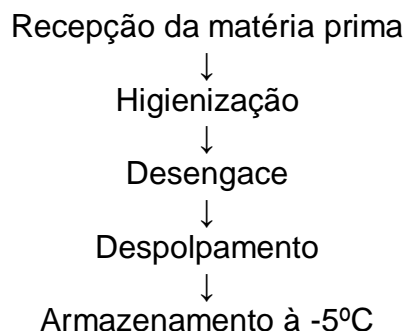 Recepção da matéria prima
↓
Higienização
↓
Desengace
↓
Despolpamento
↓
Armazenamento à -5ºC